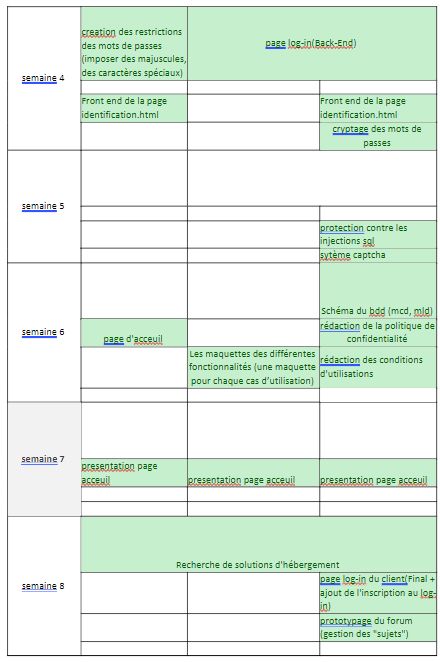 creation des restrictions
des mots de passes
(imposer des majuscules,
des caractères spéciaux)
page log-in(Back-End)
semaine 4
Front end de la page
identification.html
Front end de la page
identification.html
cryptage des mots de
passes
semaine 5
protection contre les
injections sql
sytème captcha
semaine 6
Schéma du bdd (mcd, mld)
page d'acceuil
rédaction de la politique de
confidentialité
Les maquettes des différentes
fonctionnalités (une maquette
pour chaque cas d'utilisation)
rédaction des conditions
d'utilisations
semaine 7
presentation page
acceuil
presentation page acceuil
presentation page acceuil
semaine 8
Recherche de solutions d'hébergement
page log-in du client(Final +
ajout de l'inscription au log-
in)
prototypage du forum
(gestion des "sujets")